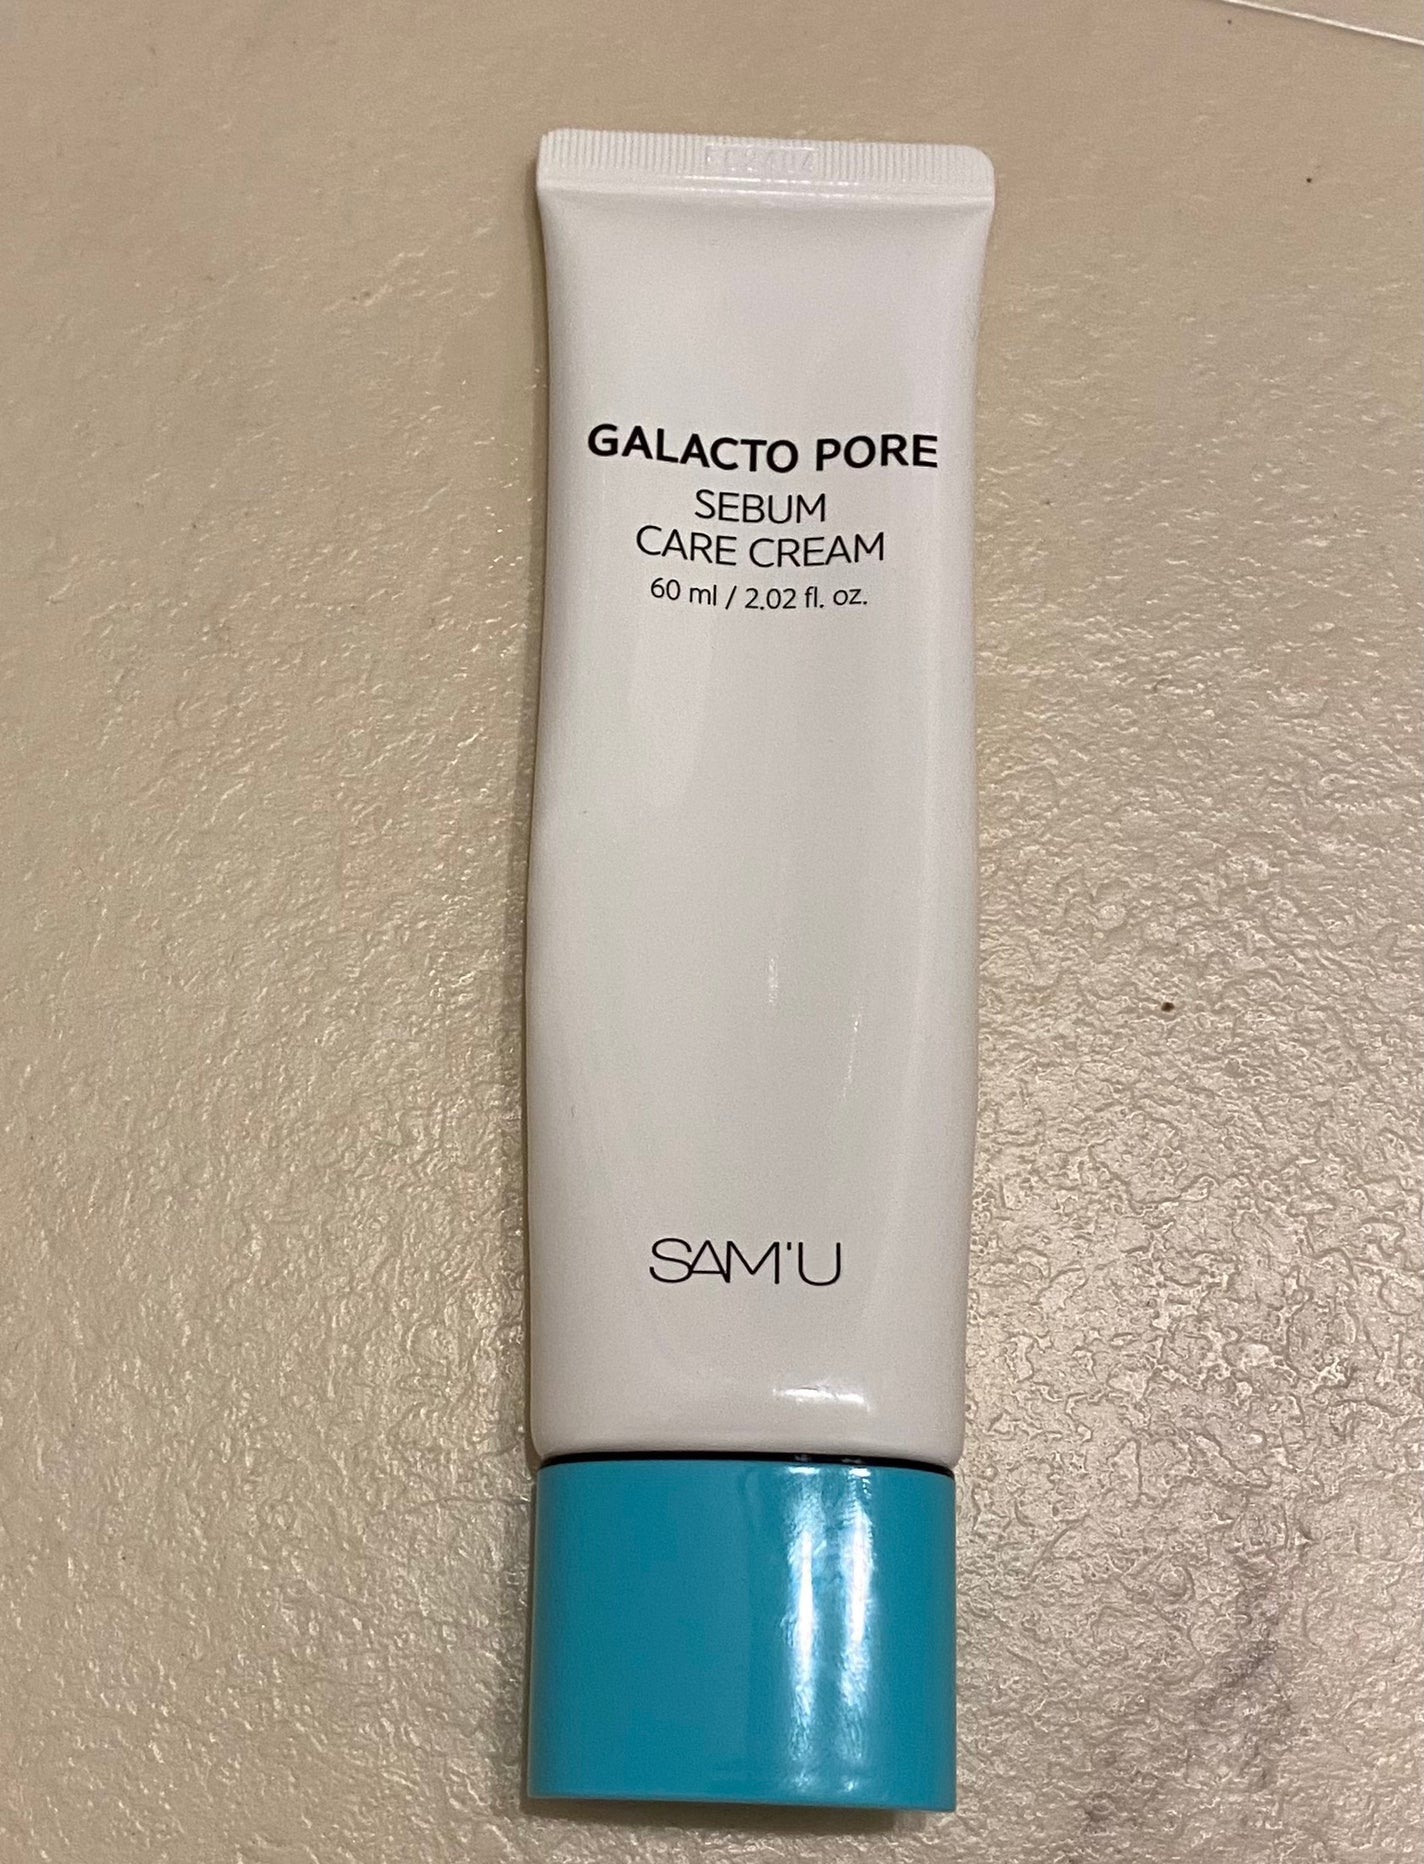 GALACTO PORE
SEBUM
CARE CREAM
60 ml / 2.02 fl. oz.
SAM'U